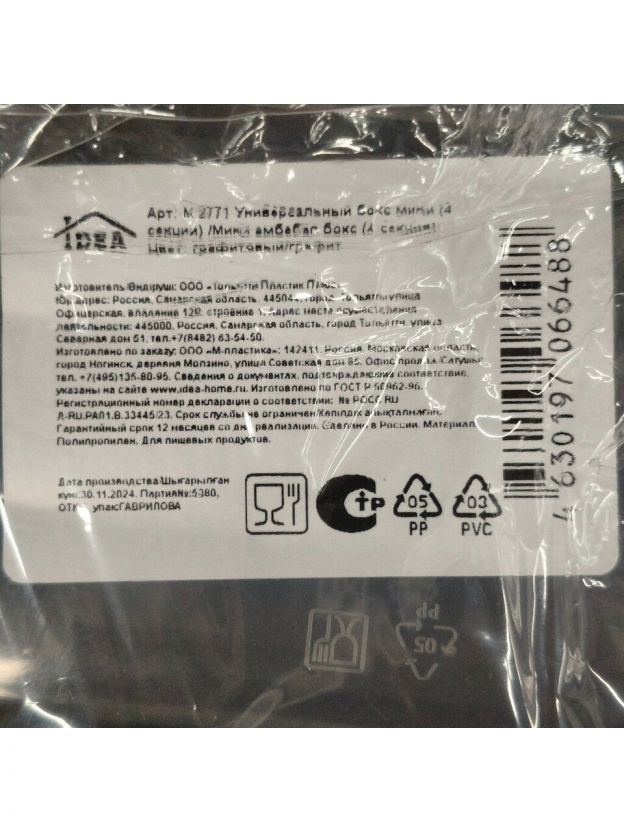 IDEA
Арт: М 2771 Универсальный бокс мини (4
секции) /Мини амбебап бокс (4 секция)
Цвет: графитовый/графит
Изготовитель/Өндіруші: ООО «Тольятти Пластик Плюс»
Юр.адрес: Россия, Самарская область, 445044, город Тольятти, улица
Офицерская, владение 12В, строение 1. Адрес места осуществления
деятельности: 445000, Россия, Самарская область, город Тольятти, улица
Северная дом 51, тел.+7(8482) 63-54-50.
Изготовлено по заказу: ООО «М-пластика»: 142411, Россия, Московская область,
город Ногинск, деревня Молзино, улица Советская дом 95. Офис продаж/Сатушы:
тел. +7(495)135-80-95. Сведения о документах, подтверждающих соответствие,
указаны на сайте www.idea-home.ru. Изготовлено по ГОСТ Р 50962-96.
Регистрационный номер декларации о соответствии: № РОСС RU
Д-RU.РА01.В.33445/23. Срок службы не ограничен/
Гарантийный срок 12 месяцев со дня реализации. Сделано в России. Материал:
Полипропилен. Для пищевых продуктов.
Дата производства/Шығарылған
күні:30.11.2024. Партия№:5380,
ОТК упак:ГАВРИЛОВА
05
PP
03
PVC
4 630197 066488
05
PP